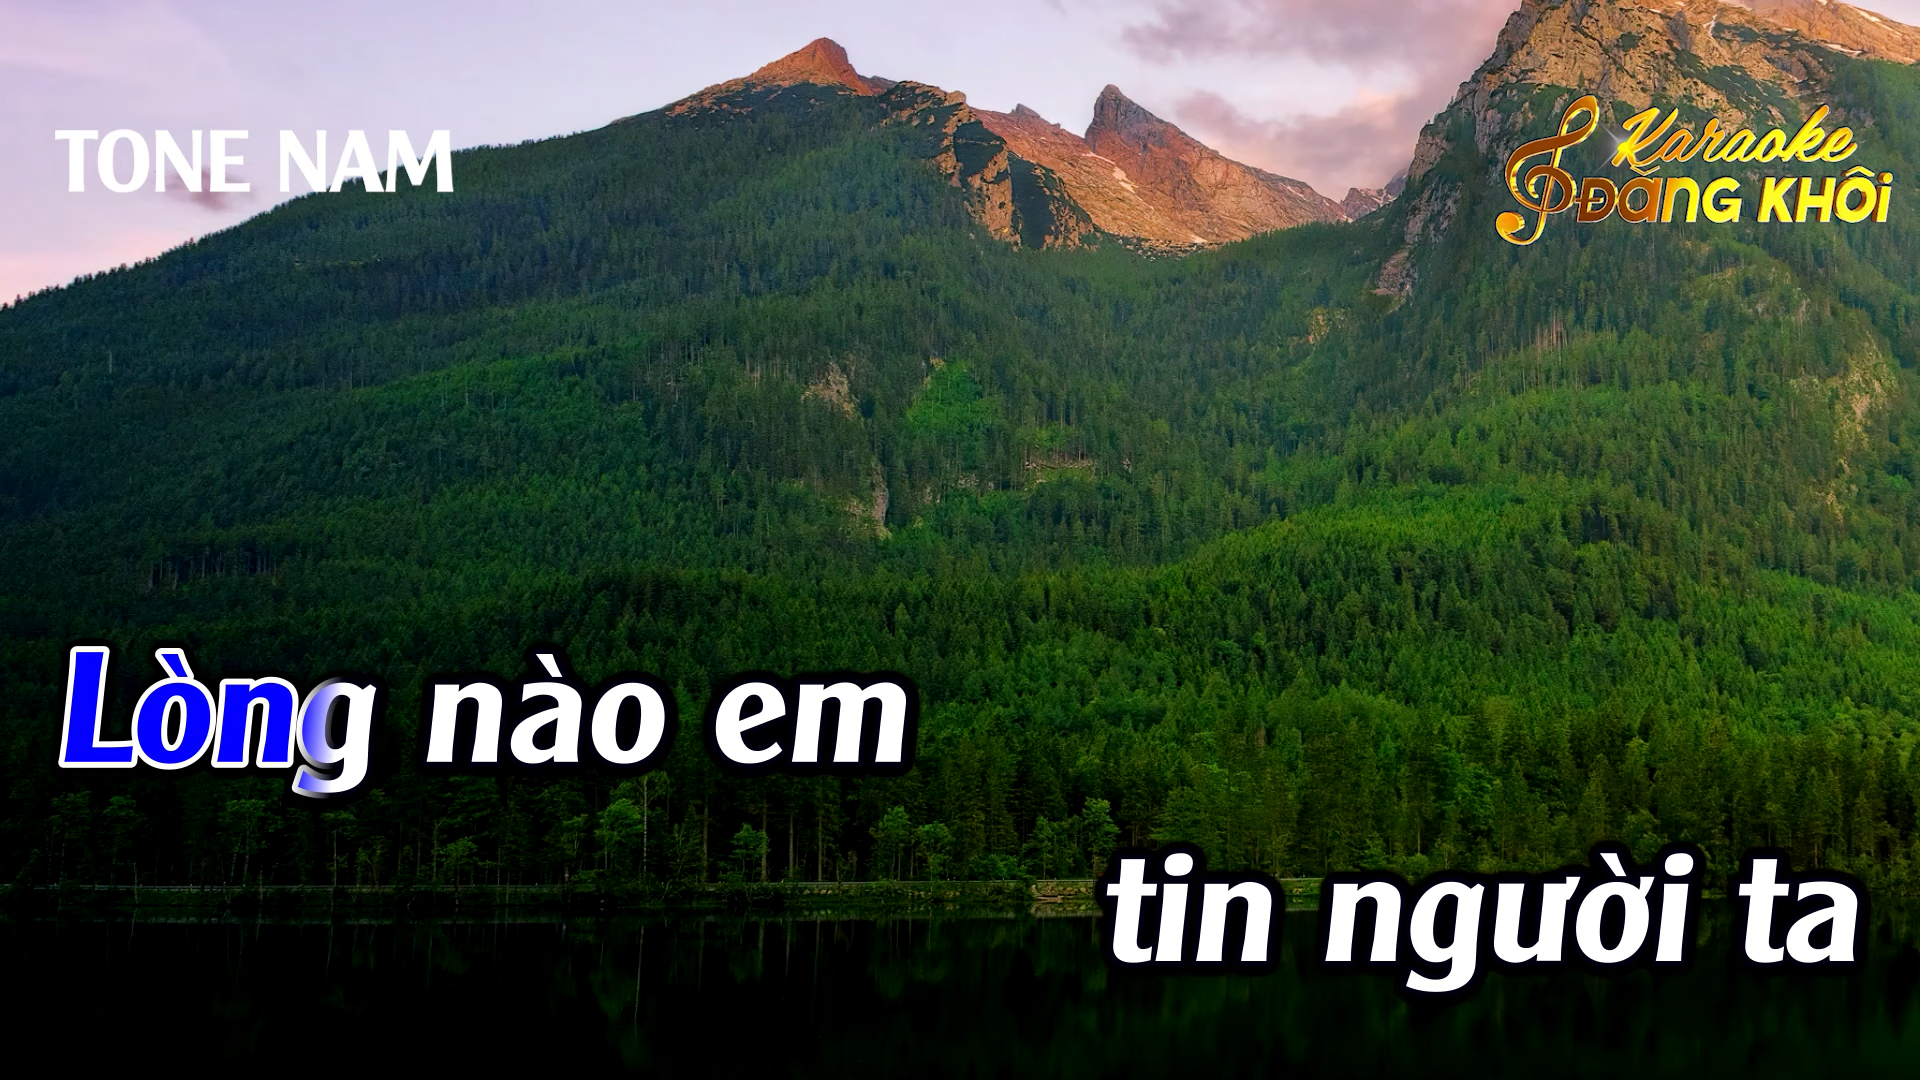 TONE NAM
Karaoke
ĐĂNG KHÔI
Lòng nào em
tin người ta